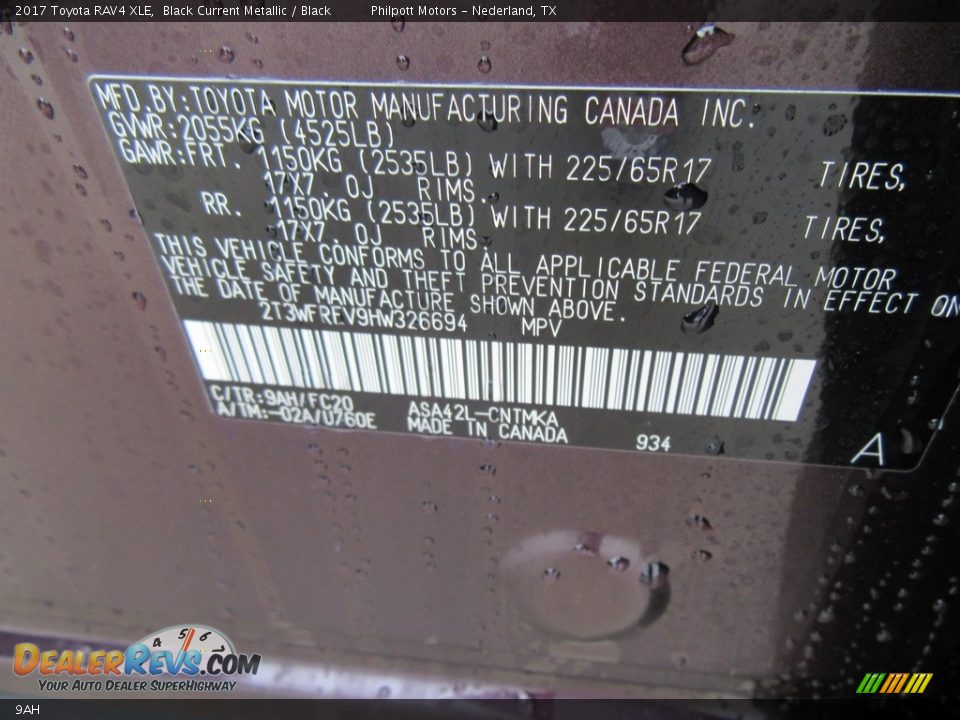 2017 Toyota RAV4 XLE, Black Current Metallic / Black Philpott Motors - Nederland, TX
MFD.BY:TOYOTA MOTOR MANUFACTURING CANADA INC.
GVWR:2055KG (4525LB)
GAWR:FRT. 1150KG (2535LB) WITH 225/65R17 TIRES,
17X7.0J RIMS.
RR. 1150KG (2535LB) WITH 225/65R17 TIRES,
17X7.0J RIMS.
THIS VEHICLE CONFORMS TO ALL APPLICABLE FEDERAL MOTOR
VEHICLE SAFETY AND THEFT PREVENTION STANDARDS IN EFFECT ON
THE DATE OF MANUFACTURE SHOWN ABOVE.
2T3WFREV9HW326694 MPV
C/TR:9AH/FC20 ASA42L-CNTMKA
A/TM:-02A/U760E MADE IN CANADA 934 A
4 5 6 7
DEALERREVS.COM
YOUR AUTO DEALER SUPERHIGHWAY
9AH